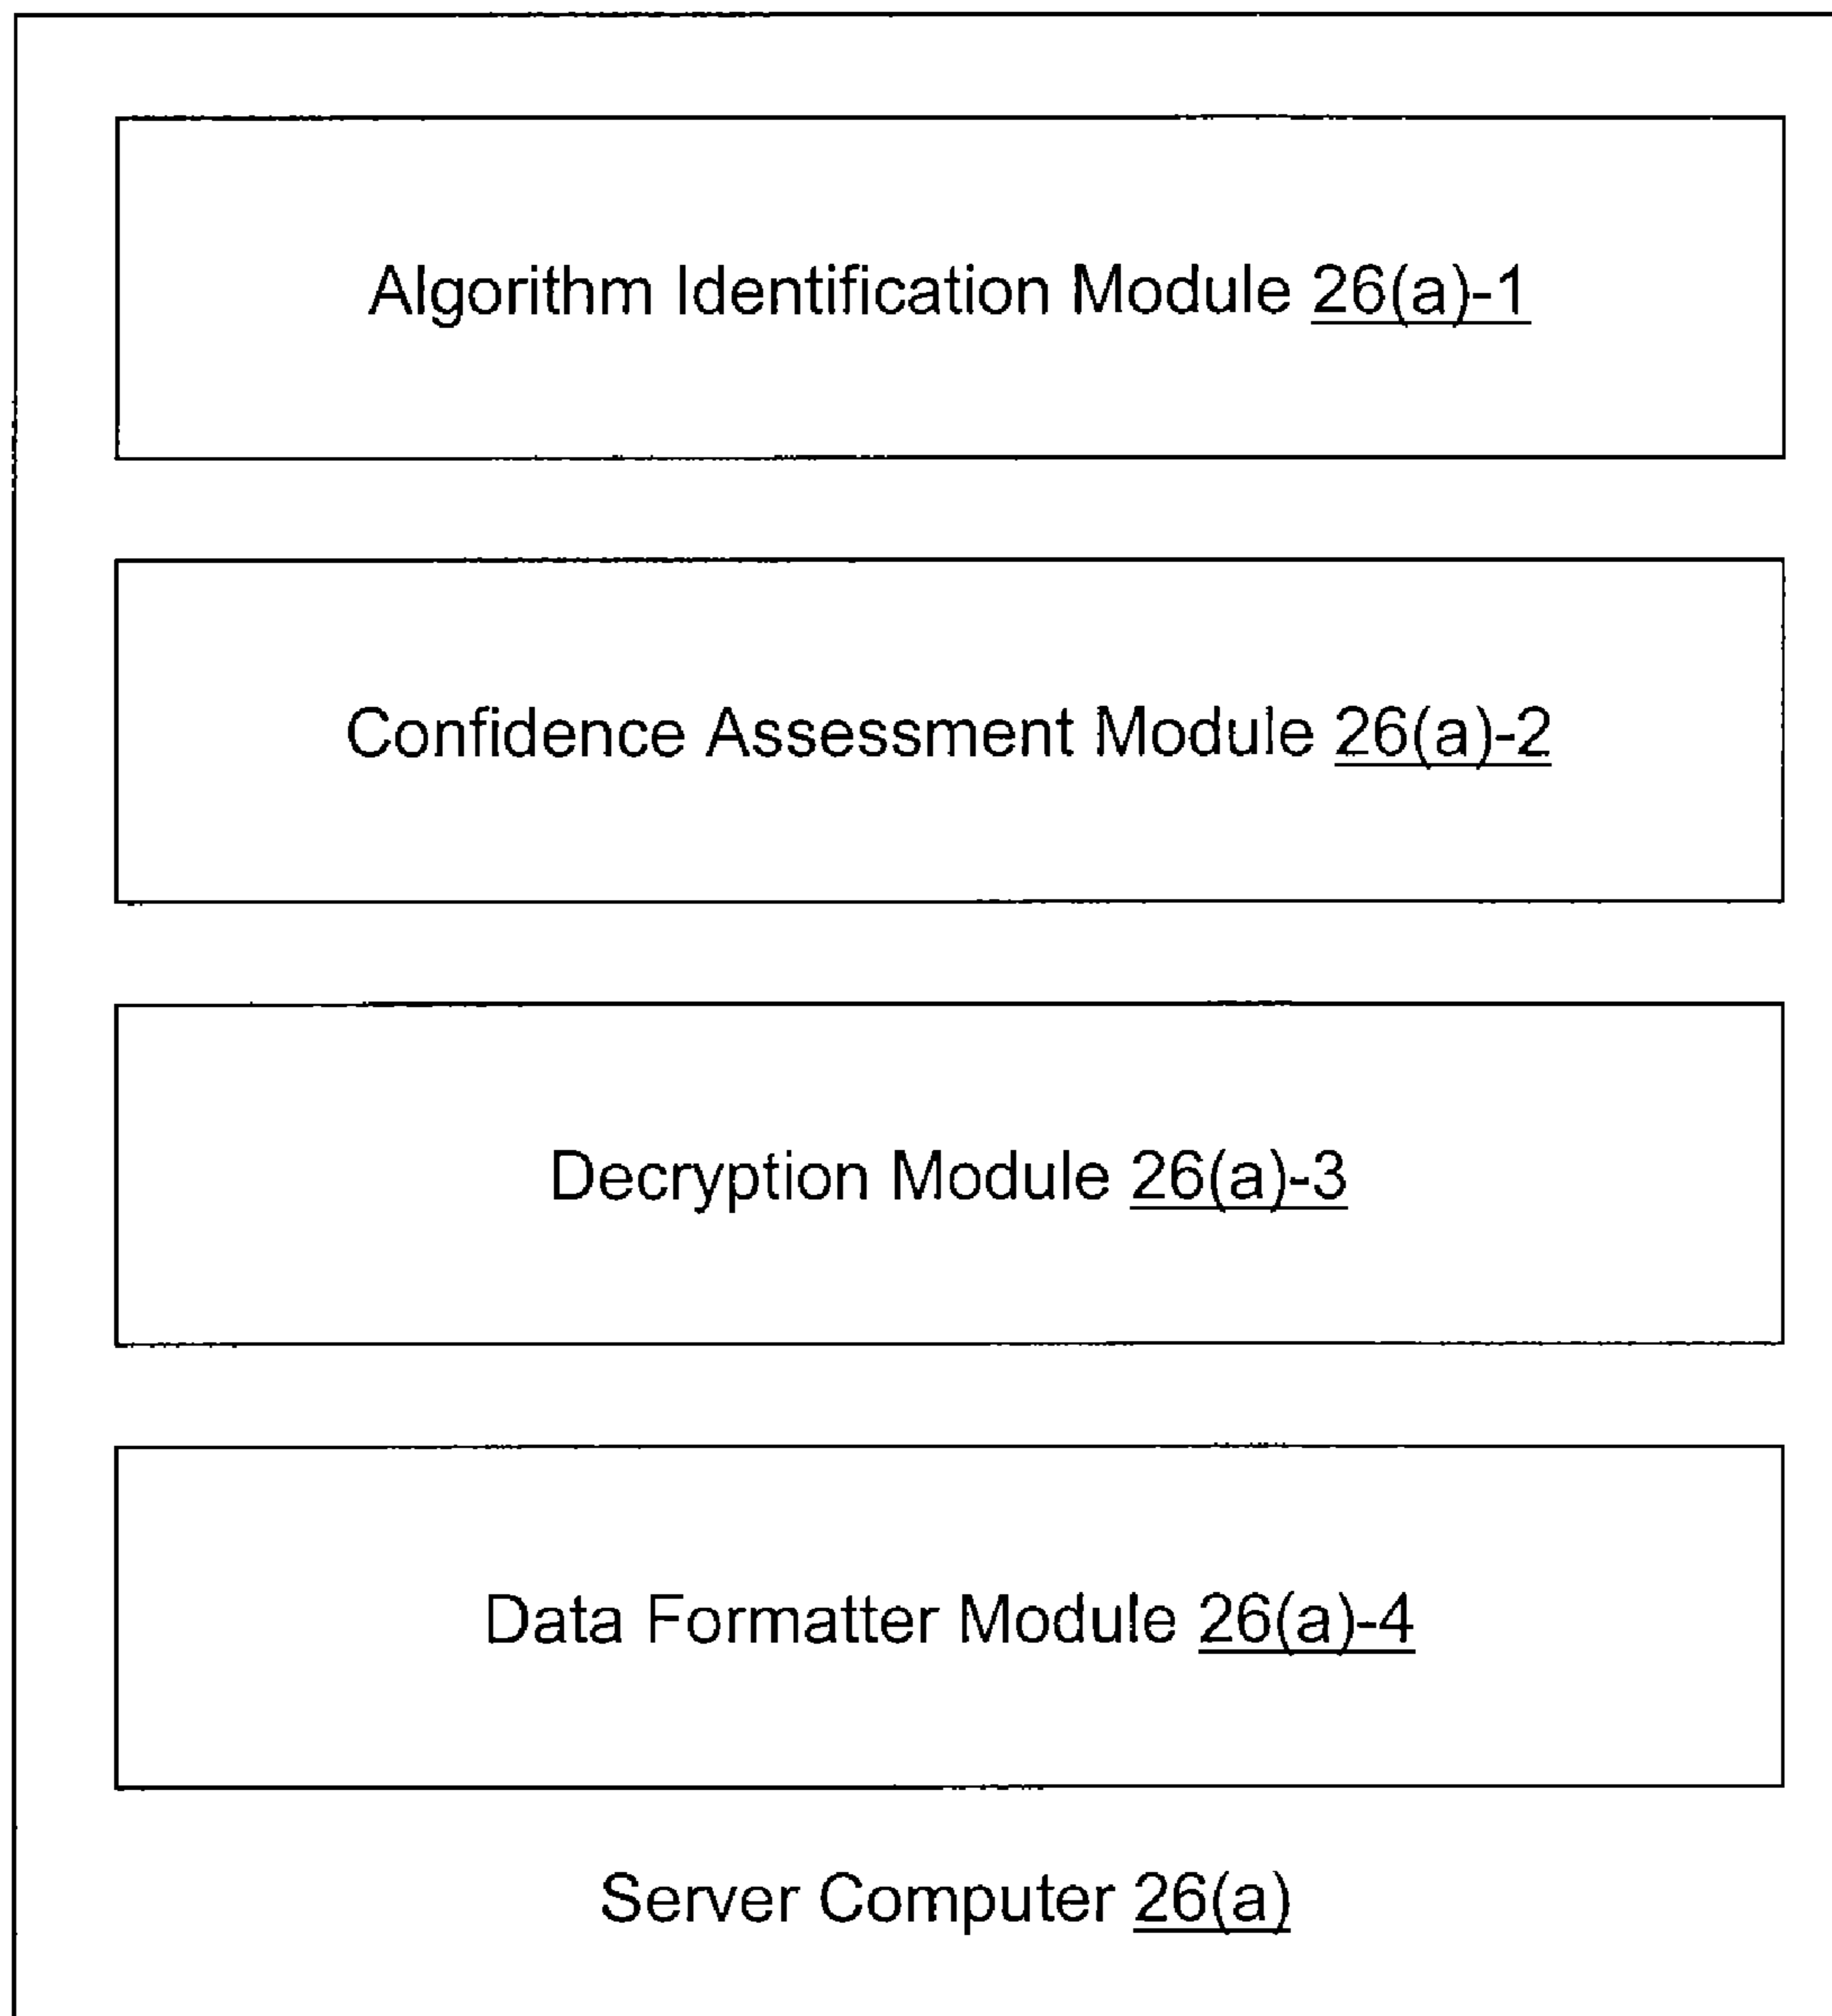 Algorithm Identification Module 26(a)-1
Confidence Assessment Module 26(a)-2
Decryption Module 26(a)-3
Data Formatter Module 26(a)-4
Server Computer 26(a)